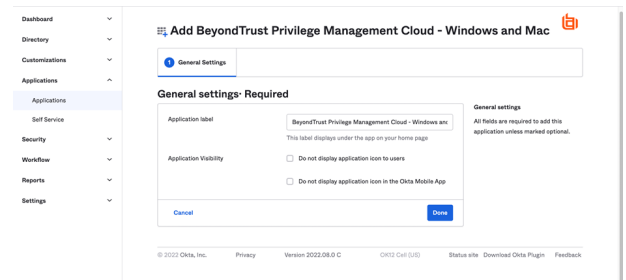 Dashboard
Directory
Customizations
Applications
Applications
Self Service
Security
Workflow
Reports
Settings
Add BeyondTrust Privilege Management Cloud - Windows and Mac
1 General Settings
General settings· Required
Application label
BeyondTrust Privilege Management Cloud - Windows and
This label displays under the app on your home page
Application Visibility
Do not display application icon to users
Do not display application icon in the Okta Mobile App
Cancel
Done
General settings
All fields are required to add this
application unless marked optional.
© 2022 Okta, Inc. Privacy Version 2022.08.0 C OK12 Cell (US) Status site Download Okta Plugin Feedback